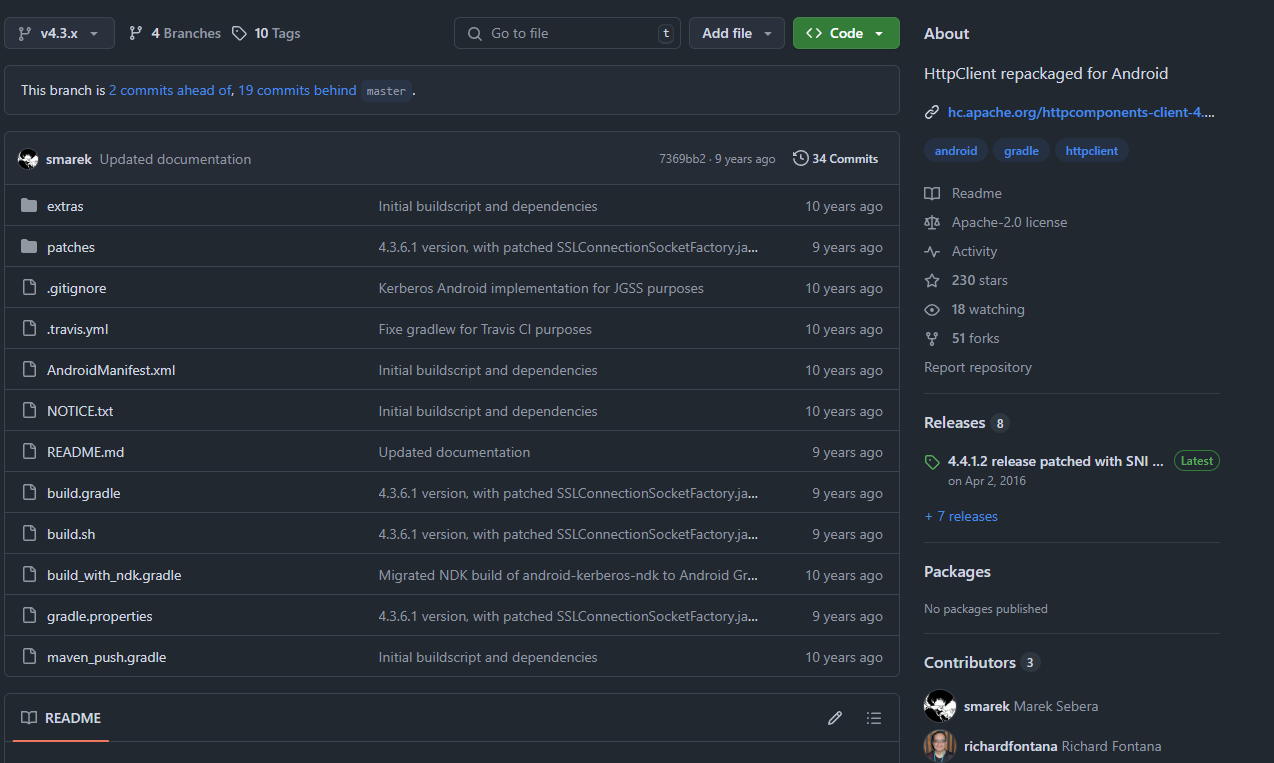 v4.3.x
4 Branches
10 Tags
Go to file
t
Add file
Code
This branch is 2 commits ahead of, 19 commits behind master .
smarek Updated documentation 7369bb2 · 9 years ago 34 Commits
extras Initial buildscript and dependencies 10 years ago
patches 4.3.6.1 version, with patched SSLConnectionSocketFactory.ja... 9 years ago
.gitignore Kerberos Android implementation for JGSS purposes 10 years ago
.travis.yml Fixe gradlew for Travis CI purposes 10 years ago
AndroidManifest.xml Initial buildscript and dependencies 10 years ago
NOTICE.txt Initial buildscript and dependencies 10 years ago
README.md Updated documentation 9 years ago
build.gradle 4.3.6.1 version, with patched SSLConnectionSocketFactory.ja... 9 years ago
build.sh 4.3.6.1 version, with patched SSLConnectionSocketFactory.ja... 9 years ago
build_with_ndk.gradle Migrated NDK build of android-kerberos-ndk to Android Gr... 10 years ago
gradle.properties 4.3.6.1 version, with patched SSLConnectionSocketFactory.ja... 9 years ago
maven_push.gradle Initial buildscript and dependencies 10 years ago
README
About
HttpClient repackaged for Android
hc.apache.org/httpcomponents-client-4....
android gradle httpclient
Readme
Apache-2.0 license
Activity
230 stars
18 watching
51 forks
Report repository
Releases 8
4.4.1.2 release patched with SNI ... Latest
on Apr 2, 2016
+ 7 releases
Packages
No packages published
Contributors 3
smarek Marek Sebera
richardfontana Richard Fontana